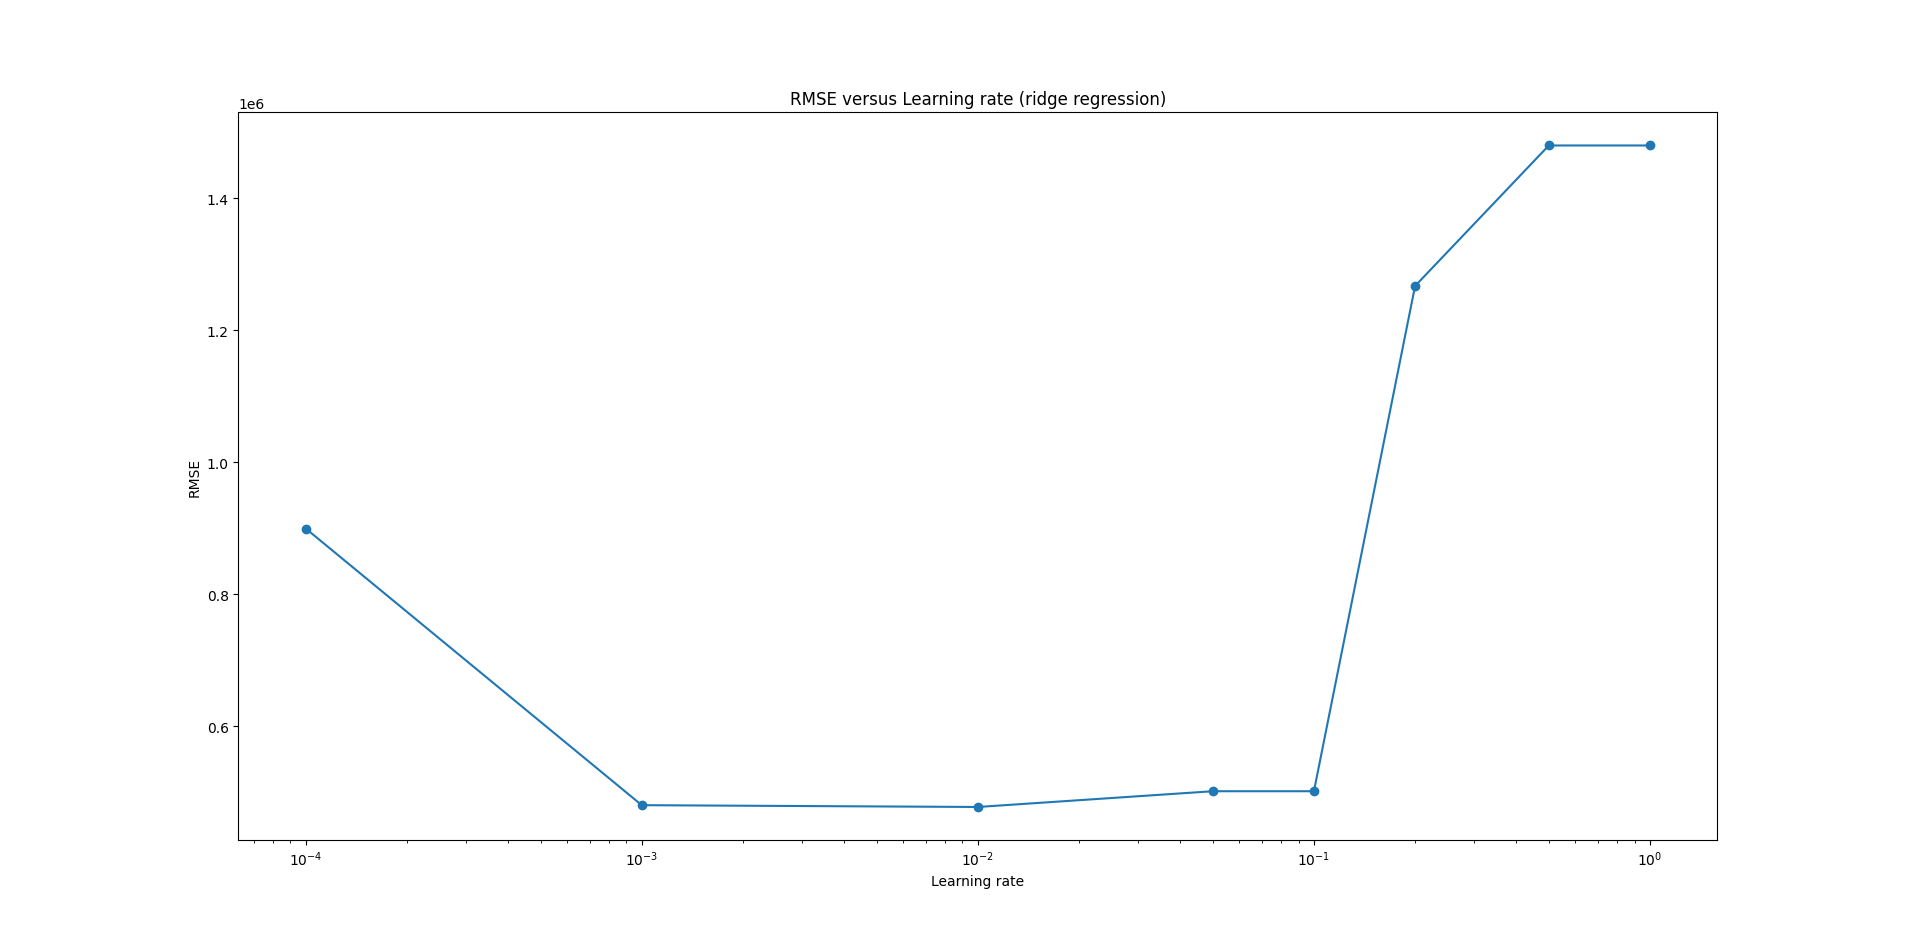 RMSE versus Learning rate (ridge regression)
1e6
1.4
1.2
1.0
0.8
0.6
RMSE
10⁻⁴ 10⁻³ 10⁻² 10⁻¹ 10⁰
Learning rate